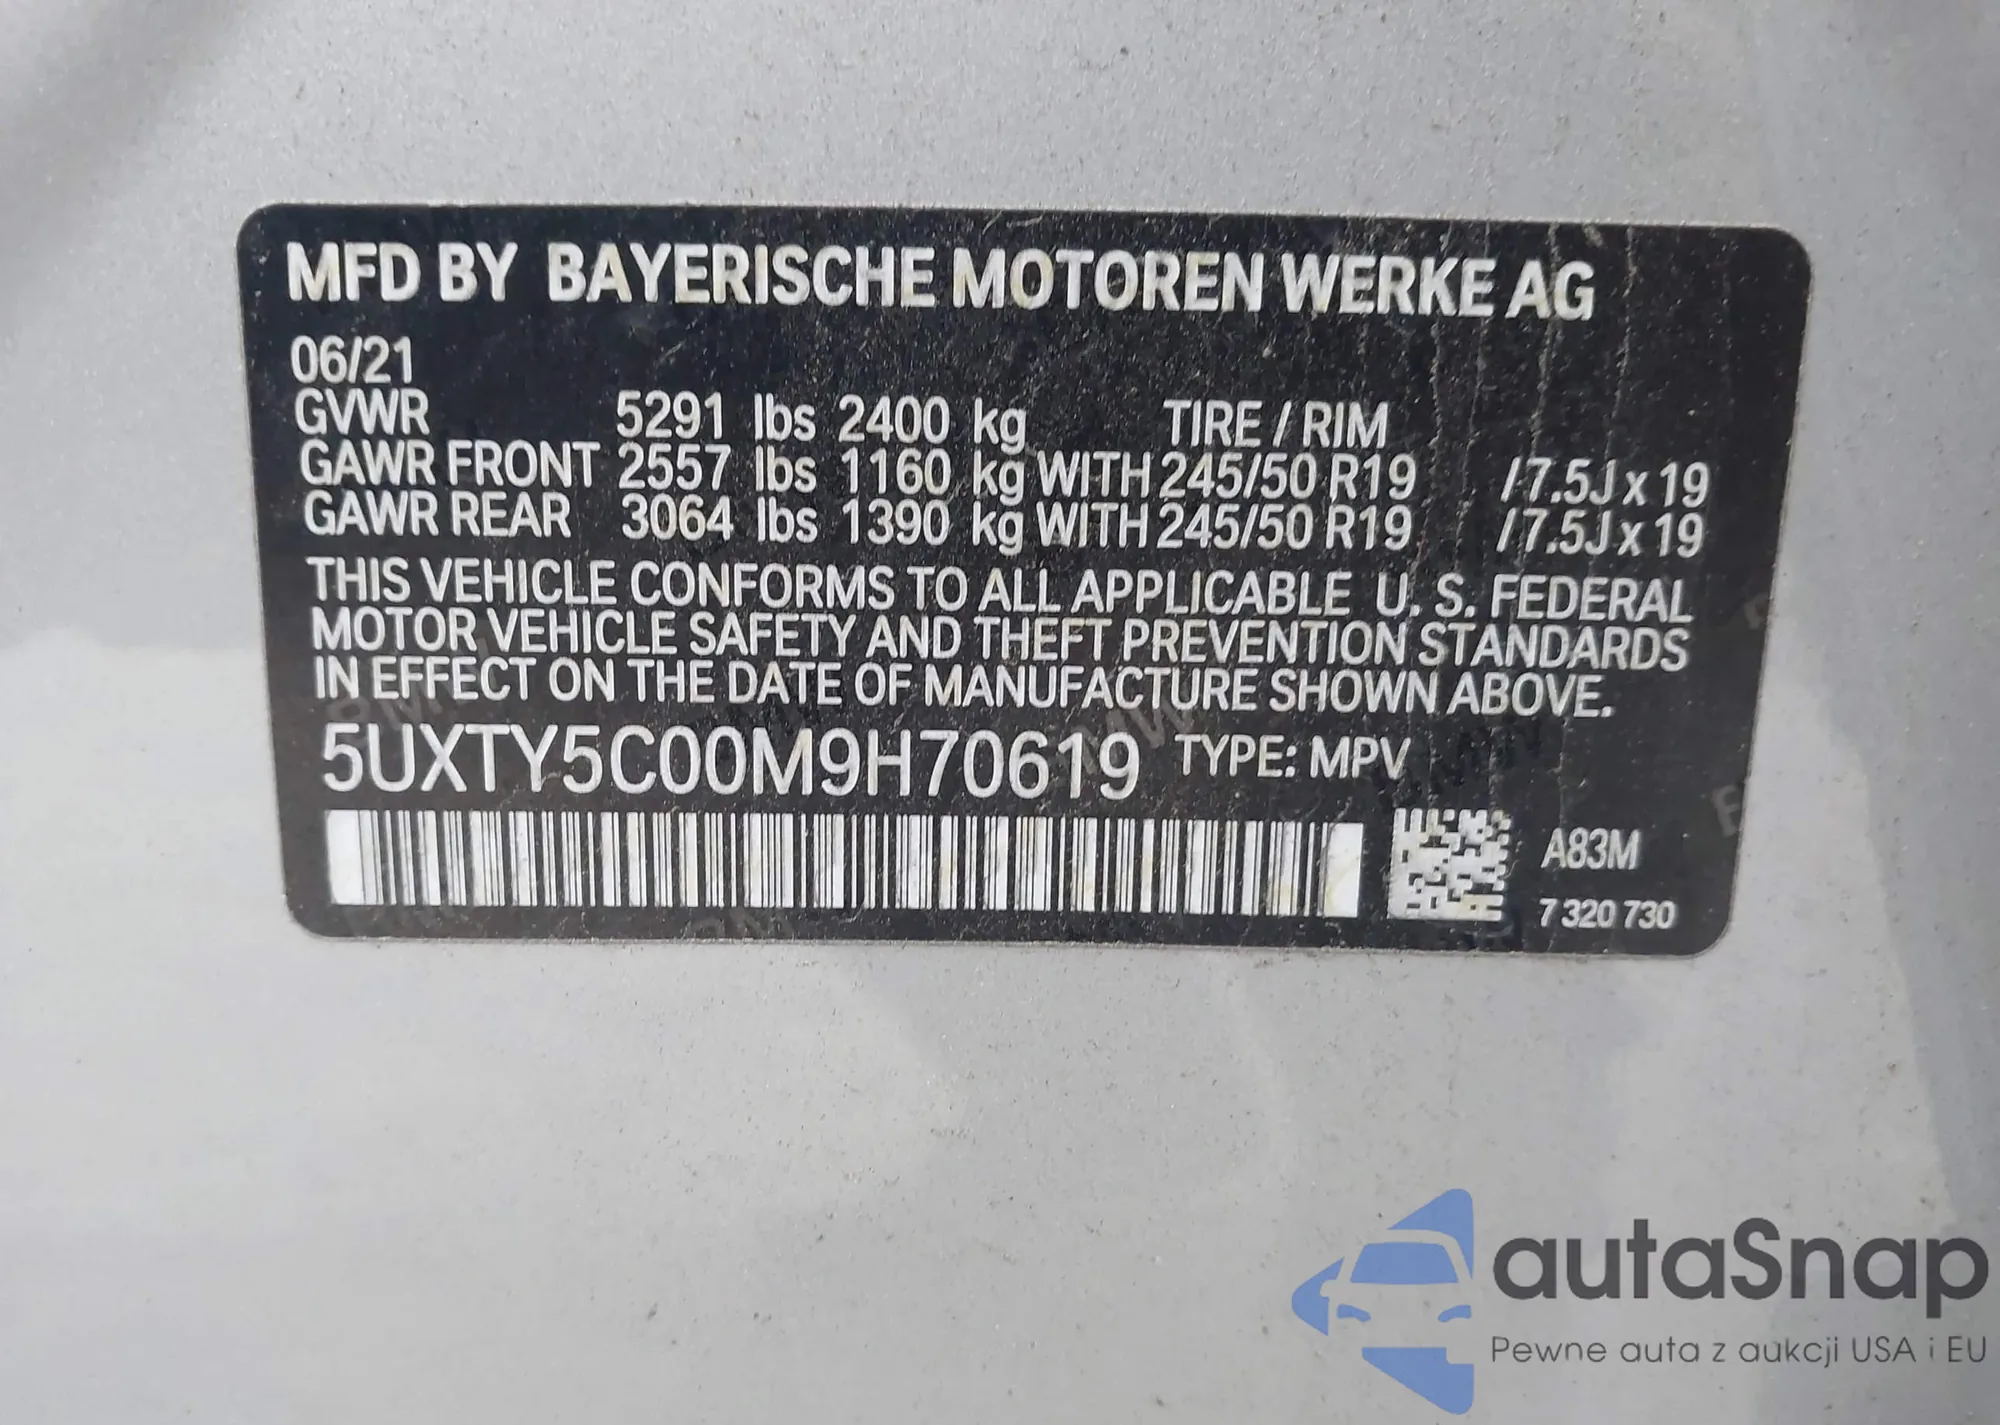 MFD BY BAYERISCHE MOTOREN WERKE AG
06/21
GVWR 5291 lbs 2400 kg TIRE / RIM
GAWR FRONT 2557 lbs 1160 kg WITH 245/50 R19 /7.5J x 19
GAWR REAR 3064 lbs 1390 kg WITH 245/50 R19 /7.5J x 19
THIS VEHICLE CONFORMS TO ALL APPLICABLE U. S. FEDERAL
MOTOR VEHICLE SAFETY AND THEFT PREVENTION STANDARDS
IN EFFECT ON THE DATE OF MANUFACTURE SHOWN ABOVE.
5UXTY5C00M9H70619 TYPE: MPV
A83M
7 320 730
autaSnap
Pewne auta z aukcji USA i EU